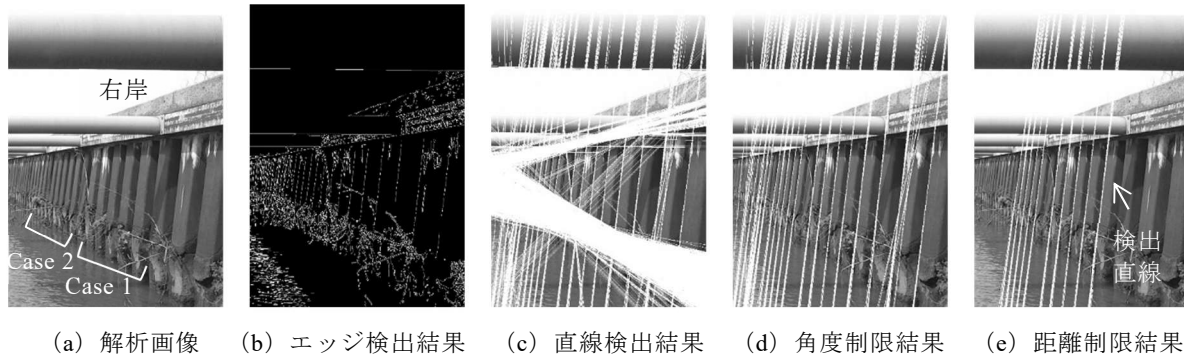 右岸
Case 2
Case 1
検出
直線
(a) 解析画像
(b) エッジ検出結果
(c) 直線検出結果
(d) 角度制限結果
(e) 距離制限結果